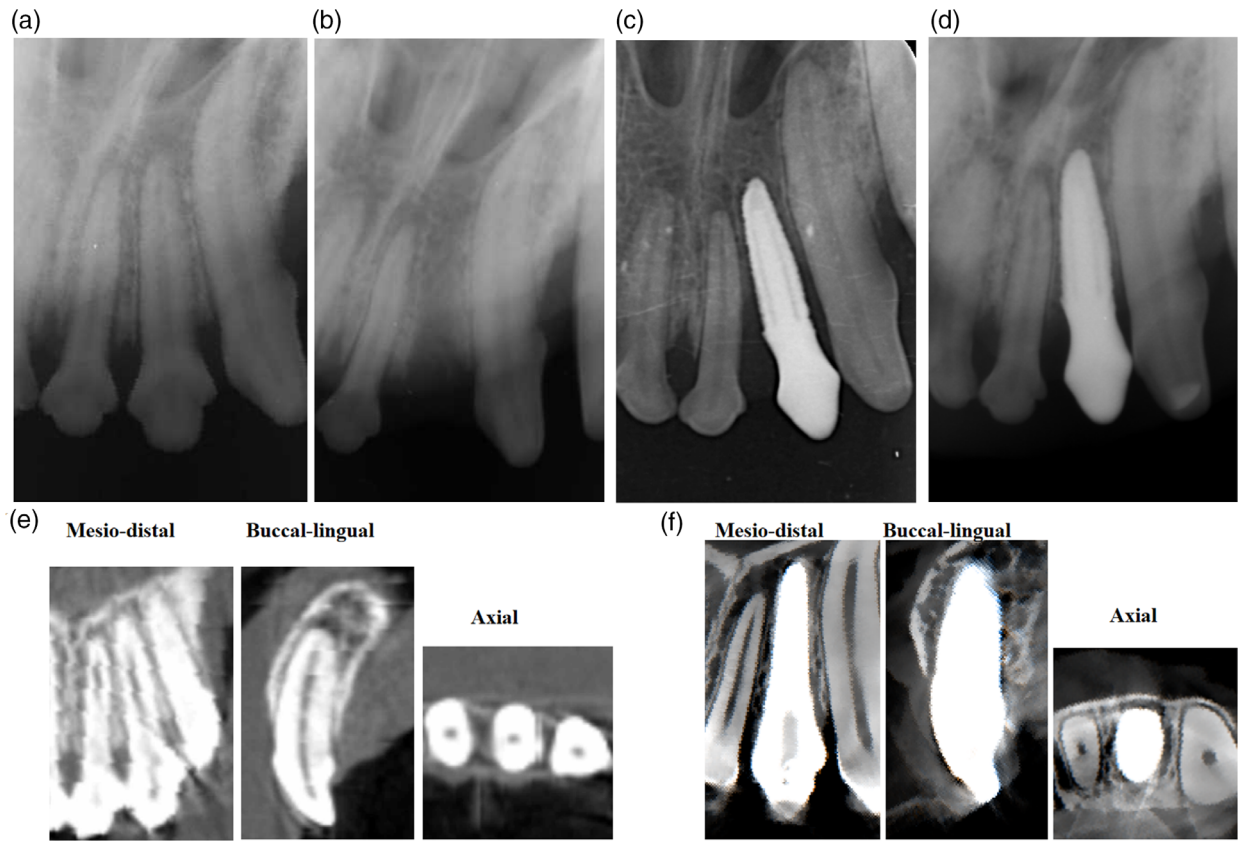 (a)
(b)
(c)
(d)
(e)
Mesio-distal
Buccal-lingual
Axial
(f)
Mesio-distal
Buccal-lingual
Axial